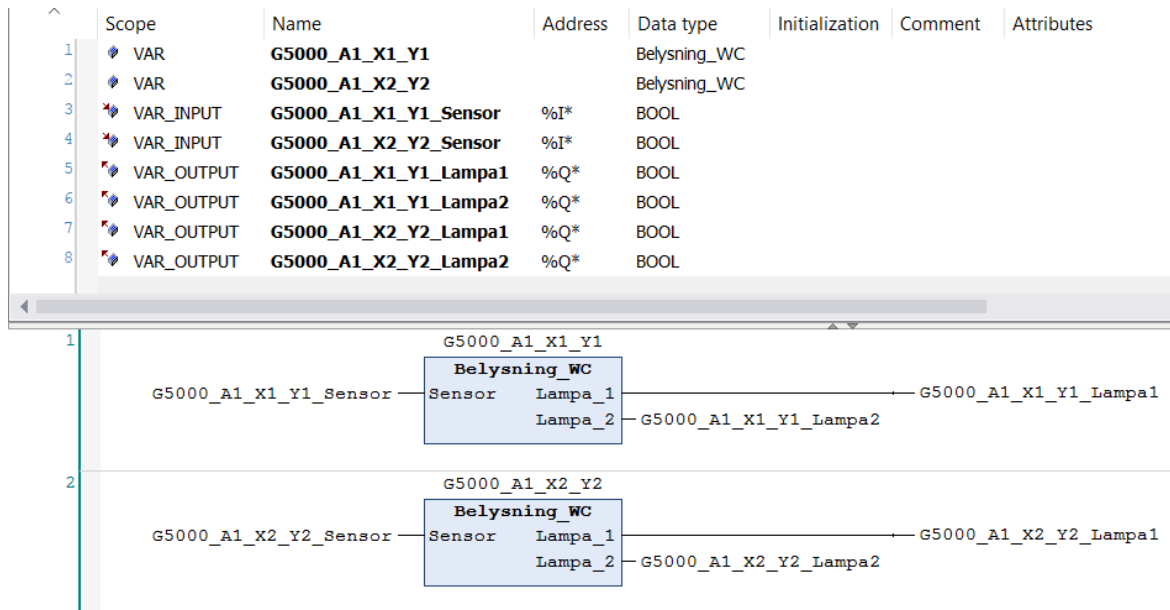 Scope Name Address Data type Initialization Comment Attributes
1 VAR G5000_A1_X1_Y1 Belysning_WC
2 VAR G5000_A1_X2_Y2 Belysning_WC
3 VAR_INPUT G5000_A1_X1_Y1_Sensor %I* BOOL
4 VAR_INPUT G5000_A1_X2_Y2_Sensor %I* BOOL
5 VAR_OUTPUT G5000_A1_X1_Y1_Lampa1 %Q* BOOL
6 VAR_OUTPUT G5000_A1_X1_Y1_Lampa2 %Q* BOOL
7 VAR_OUTPUT G5000_A1_X2_Y2_Lampa1 %Q* BOOL
8 VAR_OUTPUT G5000_A1_X2_Y2_Lampa2 %Q* BOOL
1 G5000_A1_X1_Y1
Belysning_WC
G5000_A1_X1_Y1_Sensor Sensor Lampa_1 G5000_A1_X1_Y1_Lampa1
Lampa_2 G5000_A1_X1_Y1_Lampa2
2 G5000_A1_X2_Y2
Belysning_WC
G5000_A1_X2_Y2_Sensor Sensor Lampa_1 G5000_A1_X2_Y2_Lampa1
Lampa_2 G5000_A1_X2_Y2_Lampa2